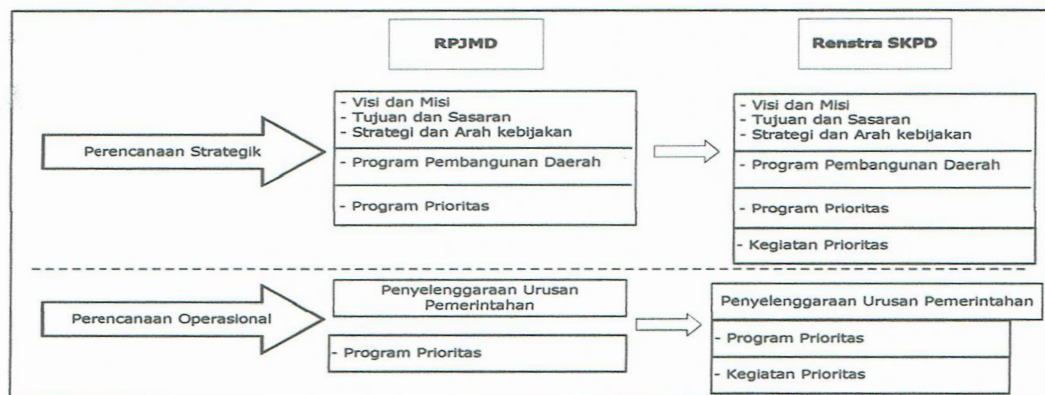 RPJMD
Renstra SKPD
Perencanaan Strategik
- Visi dan Misi
- Tujuan dan Sasaran
- Strategi dan Arah kebijakan
- Program Pembangunan Daerah
- Program Prioritas
- Visi dan Misi
- Tujuan dan Sasaran
- Strategi dan Arah kebijakan
- Program Pembangunan Daerah
- Program Prioritas
- Kegiatan Prioritas
Perencanaan Operasional
Penyelenggaraan Urusan
Pemerintahan
- Program Prioritas
Penyelenggaraan Urusan Pemerintahan
- Program Prioritas
- Kegiatan Prioritas